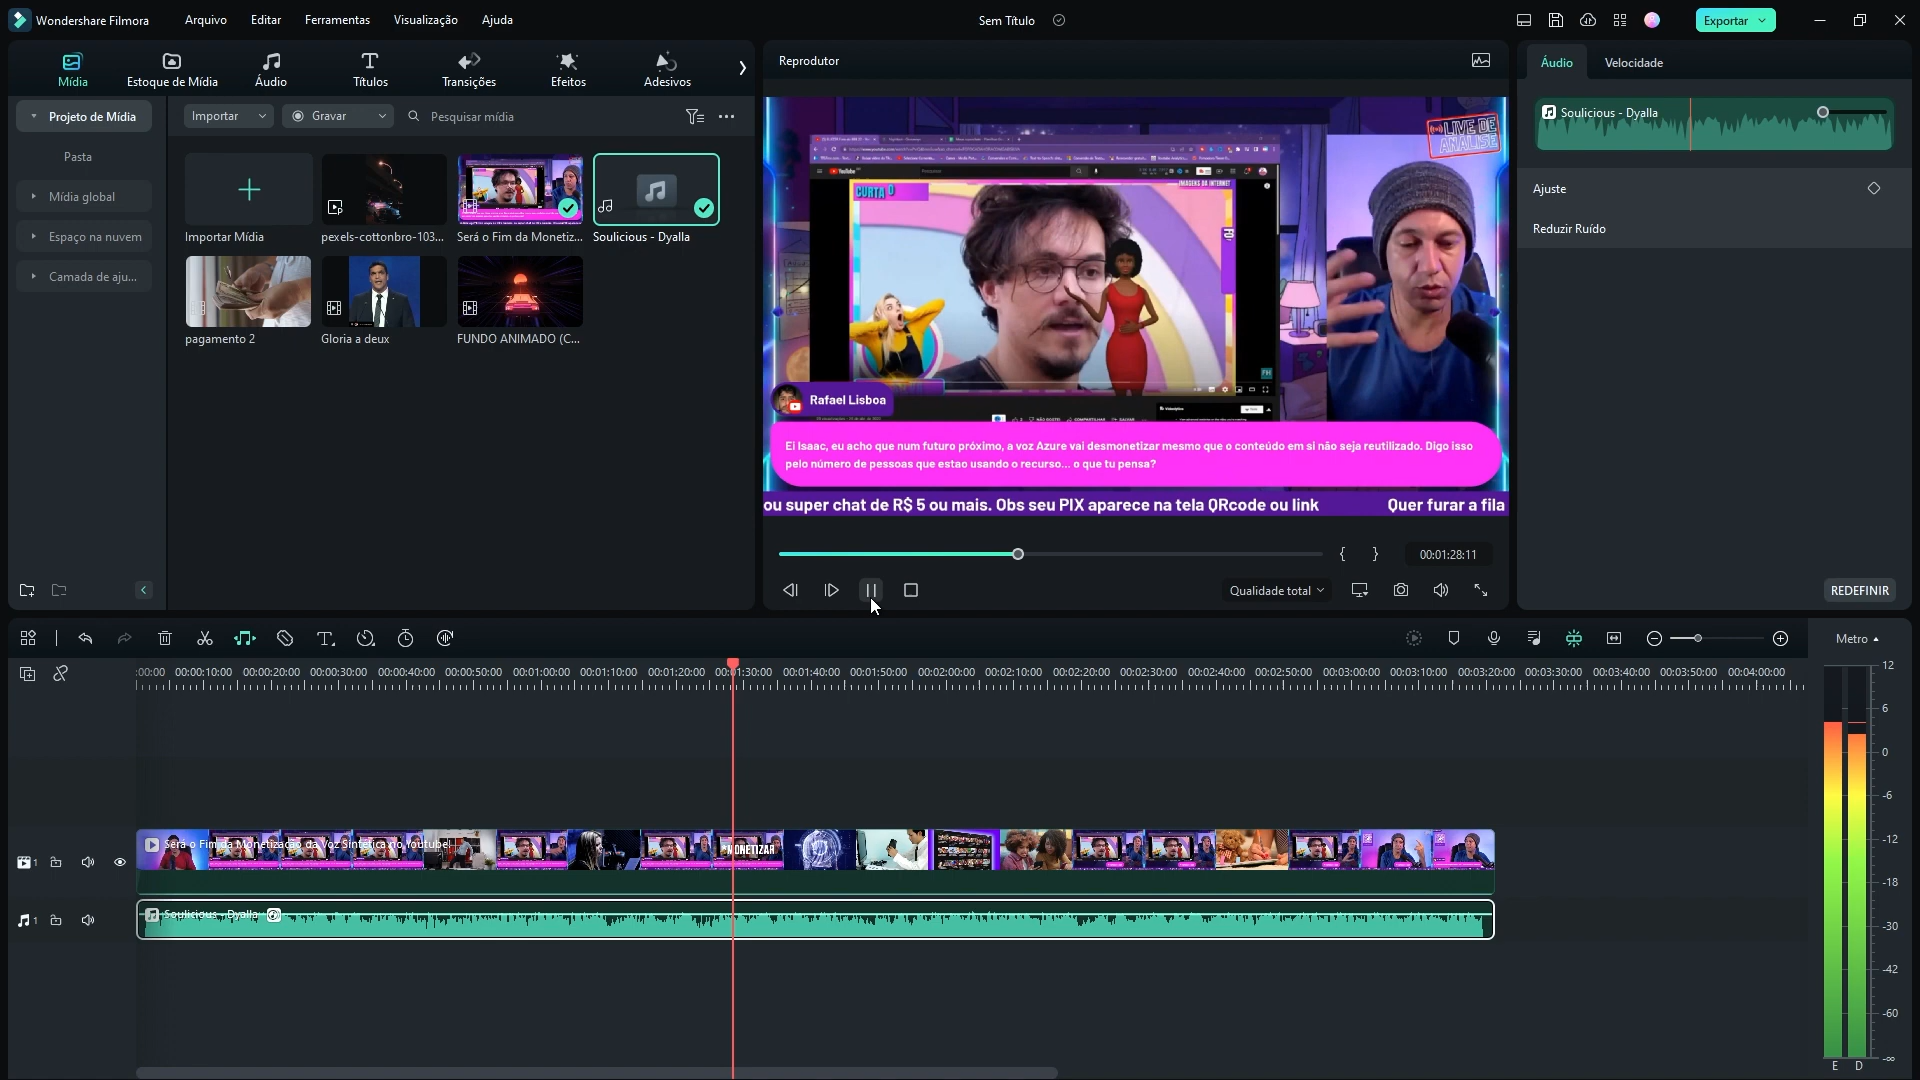 Wondershare Filmora
Arquivo
Editar
Ferramentas
Visualização
Ajuda
Sem Título
Exportar
Mídia
Estoque de Mídia
Áudio
Títulos
Transições
Efeitos
Adesivos
Reprodutor
Áudio
Velocidade
Projeto de Mídia
Importar
Gravar
Pesquisar mídia
Pasta
Mídia global
Espaço na nuvem
Camada de aju...
Importar Mídia
pexels-cottonbro-103...
Será o Fim da Monetiz...
Soulicious - Dyalla
pagamento 2
Gloria a deux
FUNDO ANIMADO (C...
LIVE DE
ANÁLISE
YouTube
CURTA O
IMAGENS DA INTERNET
FH
Rafael Lisboa
Ei Isaac, eu acho que num futuro próximo, a voz Azure vai desmonetizar mesmo que o conteúdo em si não seja reutilizado. Digo isso
pelo número de pessoas que estao usando o recurso... o que tu pensa?
ou super chat de R$ 5 ou mais. Obs seu PIX aparece na tela QRcode ou link
Quer furar a fila
00:01:28:11
Qualidade total
Soulicious - Dyalla
Ajuste
Reduzir Ruído
REDEFINIR
Metro
:00:00 00:00:10:00 00:00:20:00 00:00:30:00 00:00:40:00 00:00:50:00 00:01:00:00 00:01:10:00 00:01:20:00 00:01:30:00 00:01:40:00 00:01:50:00 00:02:00:00 00:02:10:00 00:02:20:00 00:02:30:00 00:02:40:00 00:02:50:00 00:03:00:00 00:03:10:00 00:03:20:00 00:03:30:00 00:03:40:00 00:03:50:00 00:04:00:00
Será o Fim da Monetização da Voz Sintetica no Youtube!
MONETIZAR
1
Soulicious - Dyalla
1
12
6
0
-6
-12
-18
-30
-42
-60
-∞
E D